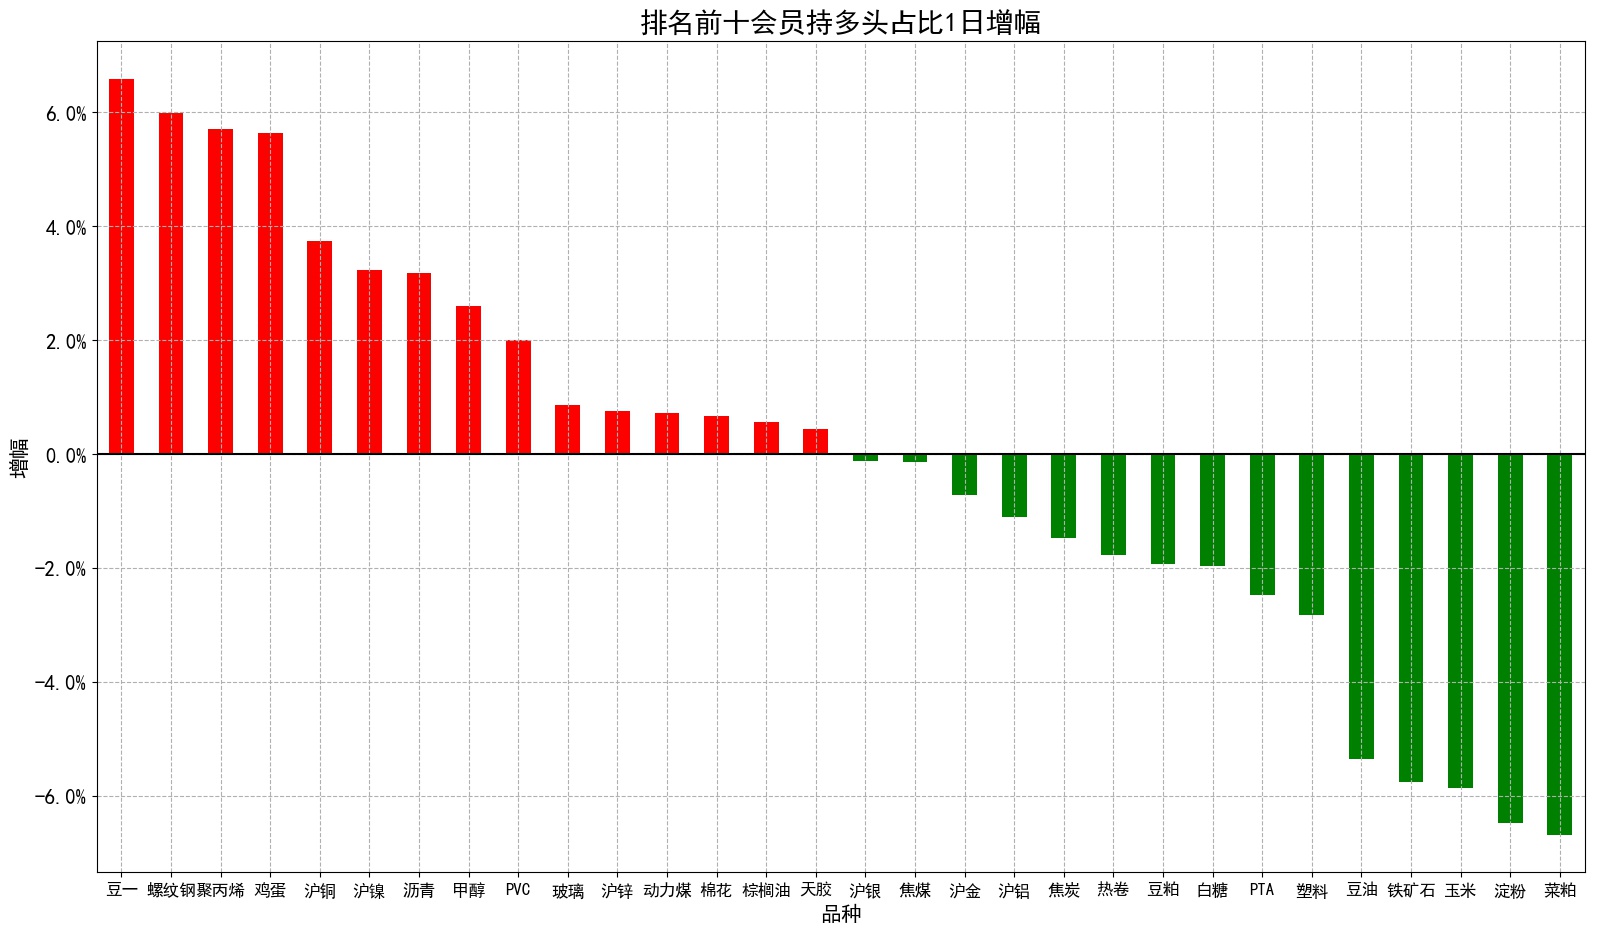 排名前十会员持多头占比1日增幅
增幅
6.0%
4.0%
2.0%
0.0%
−2.0%
−4.0%
−6.0%
豆一 螺纹钢 聚丙烯 鸡蛋 沪铜 沪镍 沥青 甲醇 PVC 玻璃 沪锌 动力煤 棉花 棕榈油 天胶 沪银 焦煤 沪金 沪铝 焦炭 热卷 豆粕 白糖 PTA 塑料 豆油 铁矿石 玉米 淀粉 菜粕
品种